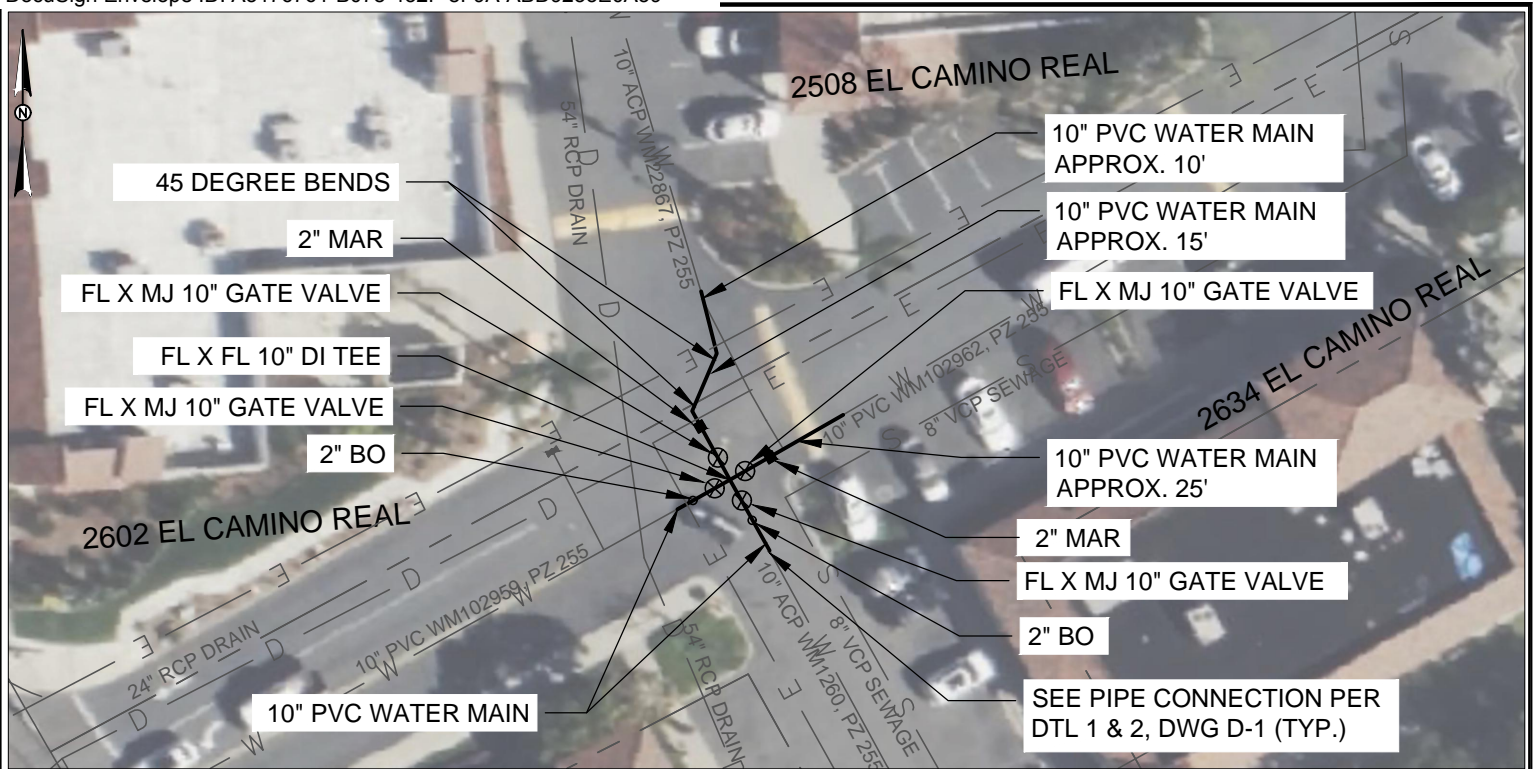 N
2508 EL CAMINO REAL
10" PVC WATER MAIN
APPROX. 10'
45 DEGREE BENDS
10" PVC WATER MAIN
APPROX. 15'
2" MAR
FL X MJ 10" GATE VALVE
FL X MJ 10" GATE VALVE
FL X FL 10" DI TEE
FL X MJ 10" GATE VALVE
2" BO
2634 EL CAMINO REAL
10" PVC WATER MAIN
APPROX. 25'
2602 EL CAMINO REAL
2" MAR
FL X MJ 10" GATE VALVE
2" BO
10" PVC WATER MAIN
SEE PIPE CONNECTION PER
DTL 1 & 2, DWG D-1 (TYP.)
54" RCP DRAIN
10" ACP WM22867, PZ 255
10" PVC WM102962, PZ 255
8" VCP SEWAGE
24" RCP DRAIN
10" PVC WM102959, PZ 255
54" RCP DRAIN
10" ACP WM1260, PZ 255
8" VCP SEWAGE